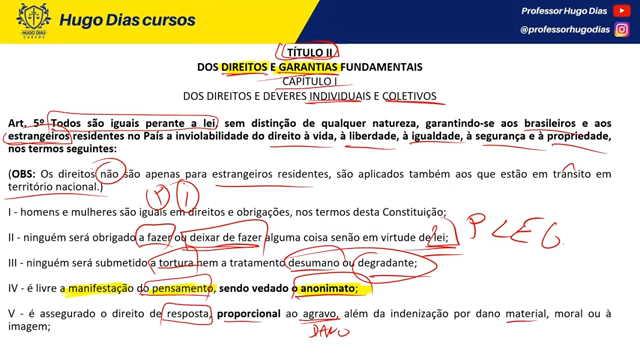 Hugo Dias cursos
HUGO DIAS
CURSOS
Professor Hugo Dias
@professorhugodias
TÍTULO II
DOS DIREITOS E GARANTIAS FUNDAMENTAIS
CAPÍTULO I
DOS DIREITOS E DEVERES INDIVIDUAIS E COLETIVOS
Art. 5º Todos são iguais perante a lei, sem distinção de qualquer natureza, garantindo-se aos brasileiros e aos
estrangeiros residentes no País a inviolabilidade do direito à vida, à liberdade, à igualdade, à segurança e à propriedade,
nos termos seguintes:
(OBS: Os direitos não são apenas para estrangeiros residentes, são aplicados também aos que estão em trânsito em
território nacional.)
P I
I - homens e mulheres são iguais em direitos e obrigações, nos termos desta Constituição;
II - ninguém será obrigado a fazer ou deixar de fazer alguma coisa senão em virtude de lei;
III - ninguém será submetido a tortura nem a tratamento desumano ou degradante;
IV - é livre a manifestação do pensamento, sendo vedado o anonimato;
V - é assegurado o direito de resposta, proporcional ao agravo, além da indenização por dano material, moral ou à
imagem;
DANO